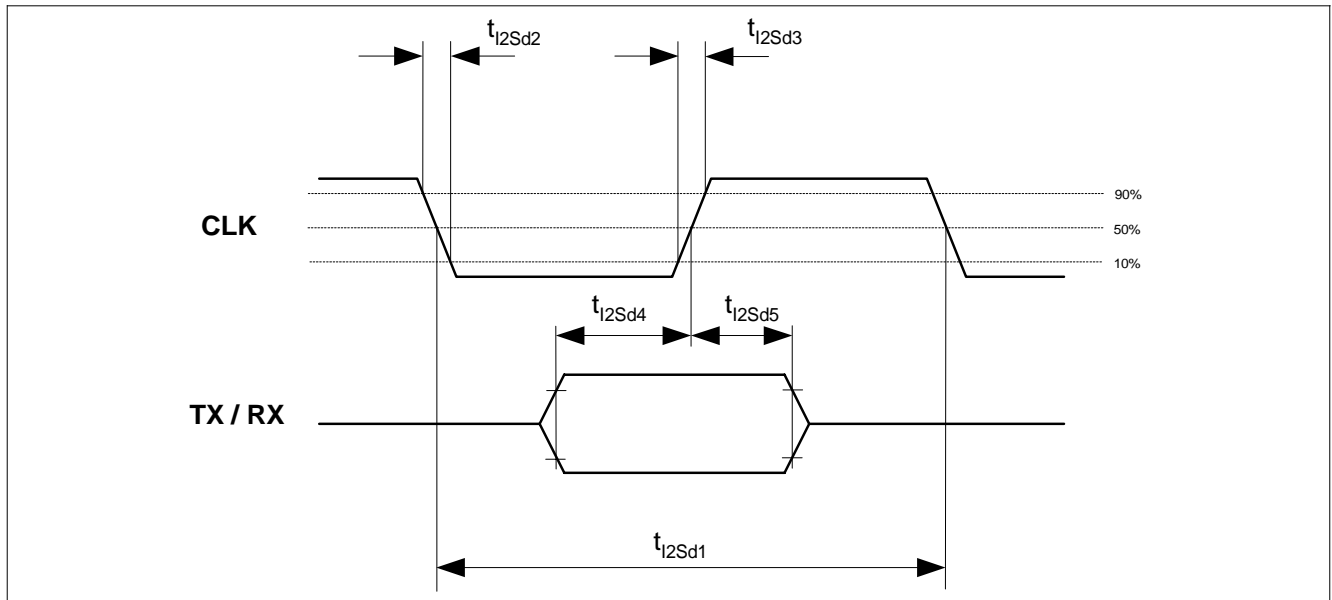 tI2Sd2
tI2Sd3
90%
CLK
50%
10%
tI2Sd4
tI2Sd5
TX / RX
tI2Sd1